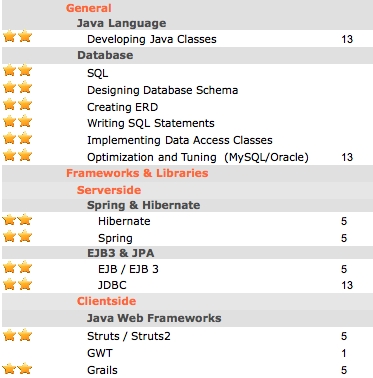 General
Java Language
Developing Java Classes 13
Database
SQL
Designing Database Schema
Creating ERD
Writing SQL Statements
Implementing Data Access Classes
Optimization and Tuning (MySQL/Oracle) 13
Frameworks & Libraries
Serverside
Spring & Hibernate
Hibernate 5
Spring 5
EJB3 & JPA
EJB / EJB 3 5
JDBC 13
Clientside
Java Web Frameworks
Struts / Struts2 5
GWT 1
Grails 5